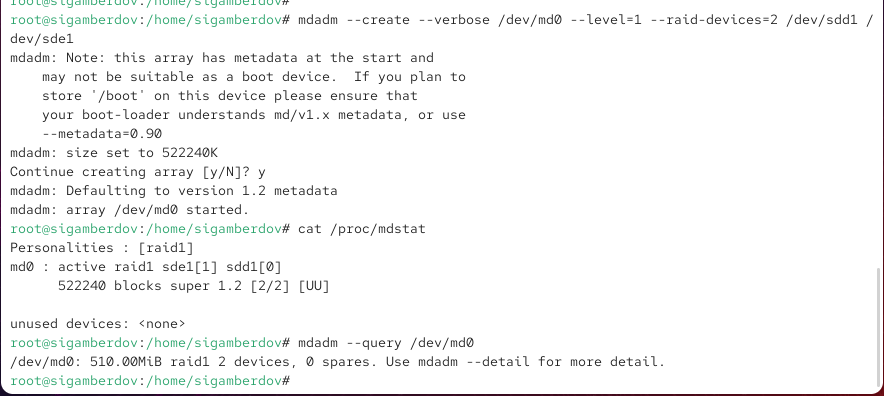 root@sigamberdov:/home/sigamberdov#
root@sigamberdov:/home/sigamberdov# mdadm --create --verbose /dev/md0 --level=1 --raid-devices=2 /dev/sdd1 /
dev/sde1
mdadm: Note: this array has metadata at the start and
    may not be suitable as a boot device.  If you plan to
    store '/boot' on this device please ensure that
    your boot-loader understands md/v1.x metadata, or use
    --metadata=0.90
mdadm: size set to 522240K
Continue creating array [y/N]? y
mdadm: Defaulting to version 1.2 metadata
mdadm: array /dev/md0 started.
root@sigamberdov:/home/sigamberdov# cat /proc/mdstat
Personalities : [raid1]
md0 : active raid1 sde1[1] sdd1[0]
      522240 blocks super 1.2 [2/2] [UU]

unused devices: <none>
root@sigamberdov:/home/sigamberdov# mdadm --query /dev/md0
/dev/md0: 510.00MiB raid1 2 devices, 0 spares. Use mdadm --detail for more detail.
root@sigamberdov:/home/sigamberdov#